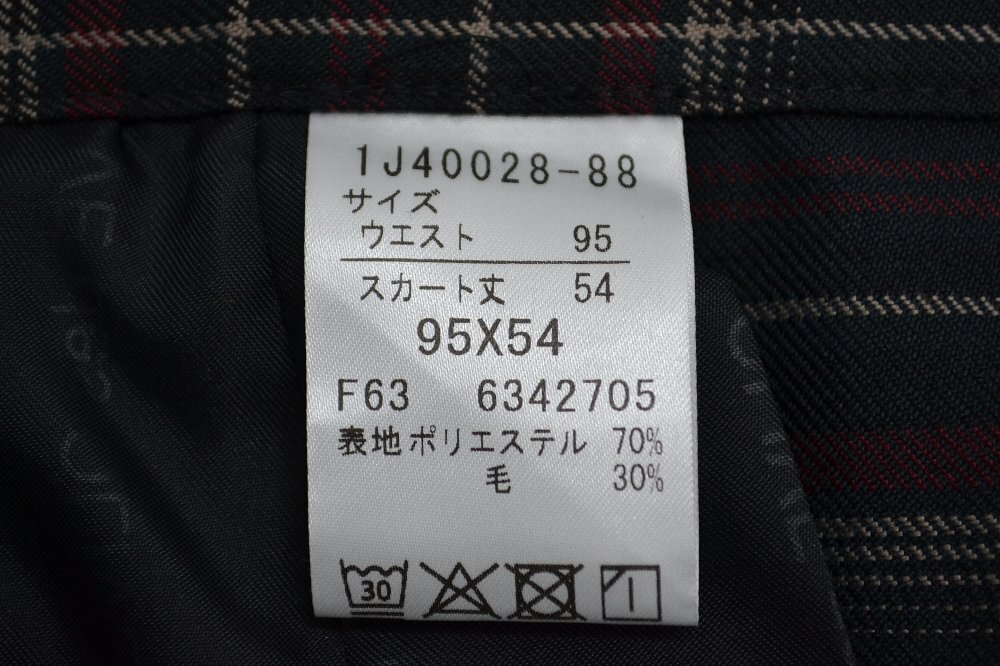 1J40028-88
サイズ
ウエスト 95
スカート丈 54
95X54
F63 6342705
表地 ポリエステル 70%
毛 30%
30